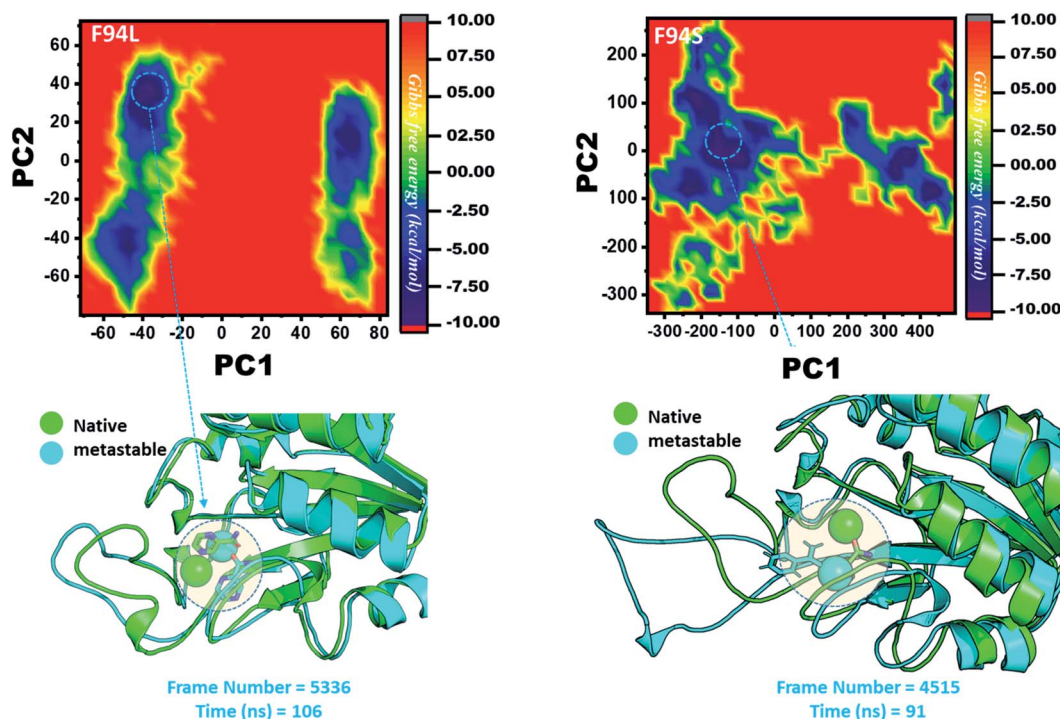 F94L
60
40
20
0
-20
-40
-60
PC2
-60 -40 -20 0 20 40 60 80
PC1
10.00
07.50
05.00
02.50
00.00
-2.50
-5.00
-7.50
-10.00
Gibbs free energy (kcal/mol)
F94S
200
100
0
-100
-200
-300
PC2
-300 -200 -100 0 100 200 300 400
PC1
10.00
07.50
05.00
02.50
00.00
-2.50
-5.00
-7.50
-10.00
Gibbs free energy (kcal/mol)
Native
metastable
Frame Number = 5336
Time (ns) = 106
Native
metastable
Frame Number = 4515
Time (ns) = 91